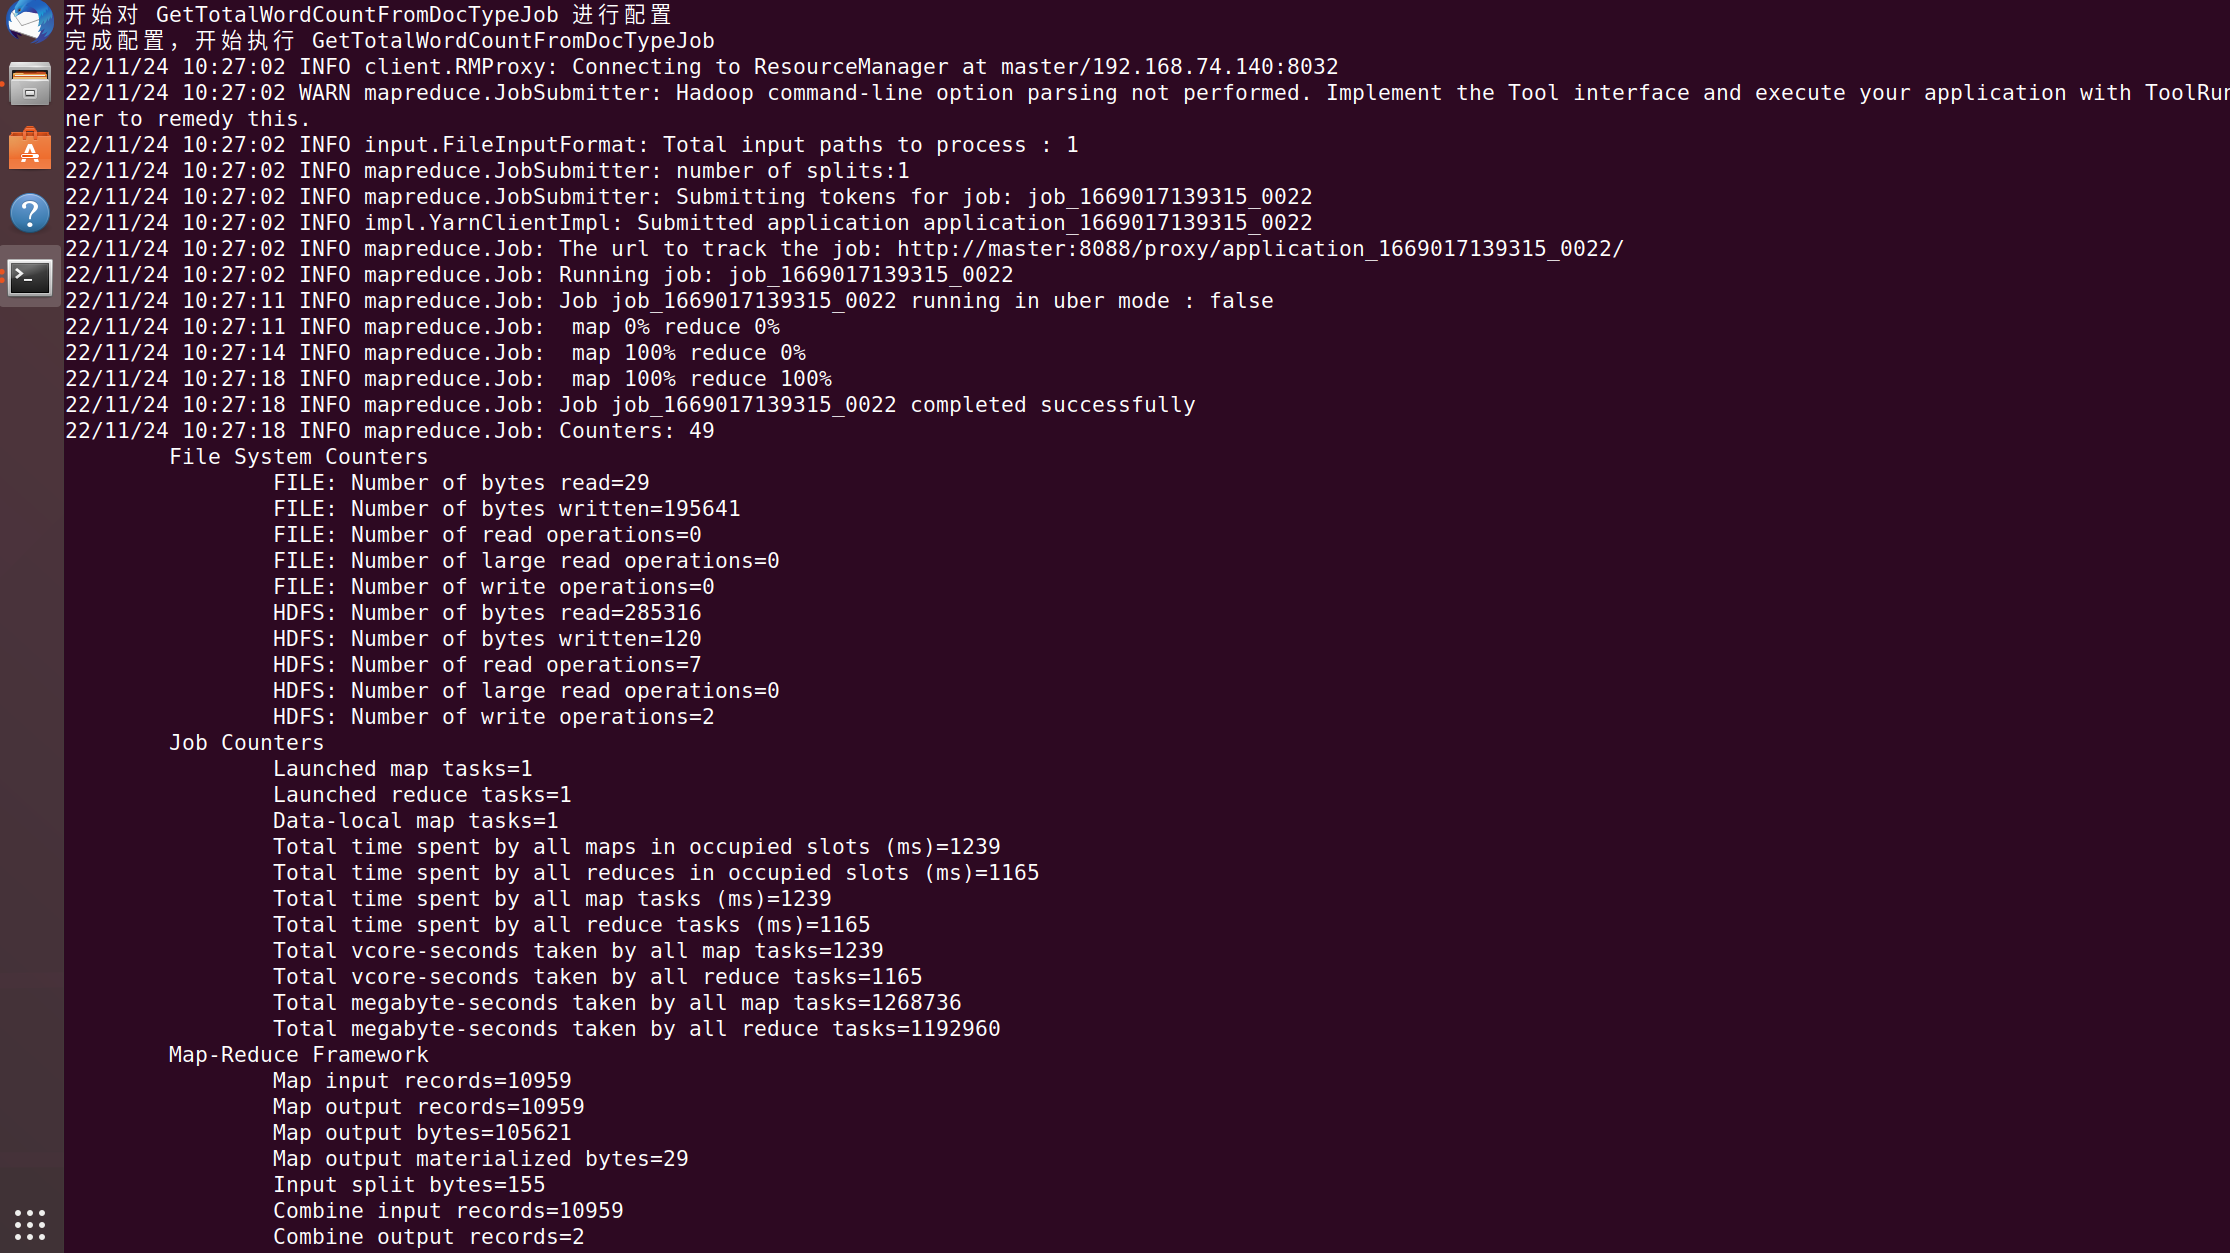 开始对 GetTotalWordCountFromDocTypeJob 进行配置
完成配置，开始执行 GetTotalWordCountFromDocTypeJob
22/11/24 10:27:02 INFO client.RMProxy: Connecting to ResourceManager at master/192.168.74.140:8032
22/11/24 10:27:02 WARN mapreduce.JobSubmitter: Hadoop command-line option parsing not performed. Implement the Tool interface and execute your application with ToolRun
ner to remedy this.
22/11/24 10:27:02 INFO input.FileInputFormat: Total input paths to process : 1
22/11/24 10:27:02 INFO mapreduce.JobSubmitter: number of splits:1
22/11/24 10:27:02 INFO mapreduce.JobSubmitter: Submitting tokens for job: job_1669017139315_0022
22/11/24 10:27:02 INFO impl.YarnClientImpl: Submitted application application_1669017139315_0022
22/11/24 10:27:02 INFO mapreduce.Job: The url to track the job: http://master:8088/proxy/application_1669017139315_0022/
22/11/24 10:27:02 INFO mapreduce.Job: Running job: job_1669017139315_0022
22/11/24 10:27:11 INFO mapreduce.Job: Job job_1669017139315_0022 running in uber mode : false
22/11/24 10:27:11 INFO mapreduce.Job:  map 0% reduce 0%
22/11/24 10:27:14 INFO mapreduce.Job:  map 100% reduce 0%
22/11/24 10:27:18 INFO mapreduce.Job:  map 100% reduce 100%
22/11/24 10:27:18 INFO mapreduce.Job: Job job_1669017139315_0022 completed successfully
22/11/24 10:27:18 INFO mapreduce.Job: Counters: 49
File System Counters
FILE: Number of bytes read=29
FILE: Number of bytes written=195641
FILE: Number of read operations=0
FILE: Number of large read operations=0
FILE: Number of write operations=0
HDFS: Number of bytes read=285316
HDFS: Number of bytes written=120
HDFS: Number of read operations=7
HDFS: Number of large read operations=0
HDFS: Number of write operations=2
Job Counters
Launched map tasks=1
Launched reduce tasks=1
Data-local map tasks=1
Total time spent by all maps in occupied slots (ms)=1239
Total time spent by all reduces in occupied slots (ms)=1165
Total time spent by all map tasks (ms)=1239
Total time spent by all reduce tasks (ms)=1165
Total vcore-seconds taken by all map tasks=1239
Total vcore-seconds taken by all reduce tasks=1165
Total megabyte-seconds taken by all map tasks=1268736
Total megabyte-seconds taken by all reduce tasks=1192960
Map-Reduce Framework
Map input records=10959
Map output records=10959
Map output bytes=105621
Map output materialized bytes=29
Input split bytes=155
Combine input records=10959
Combine output records=2